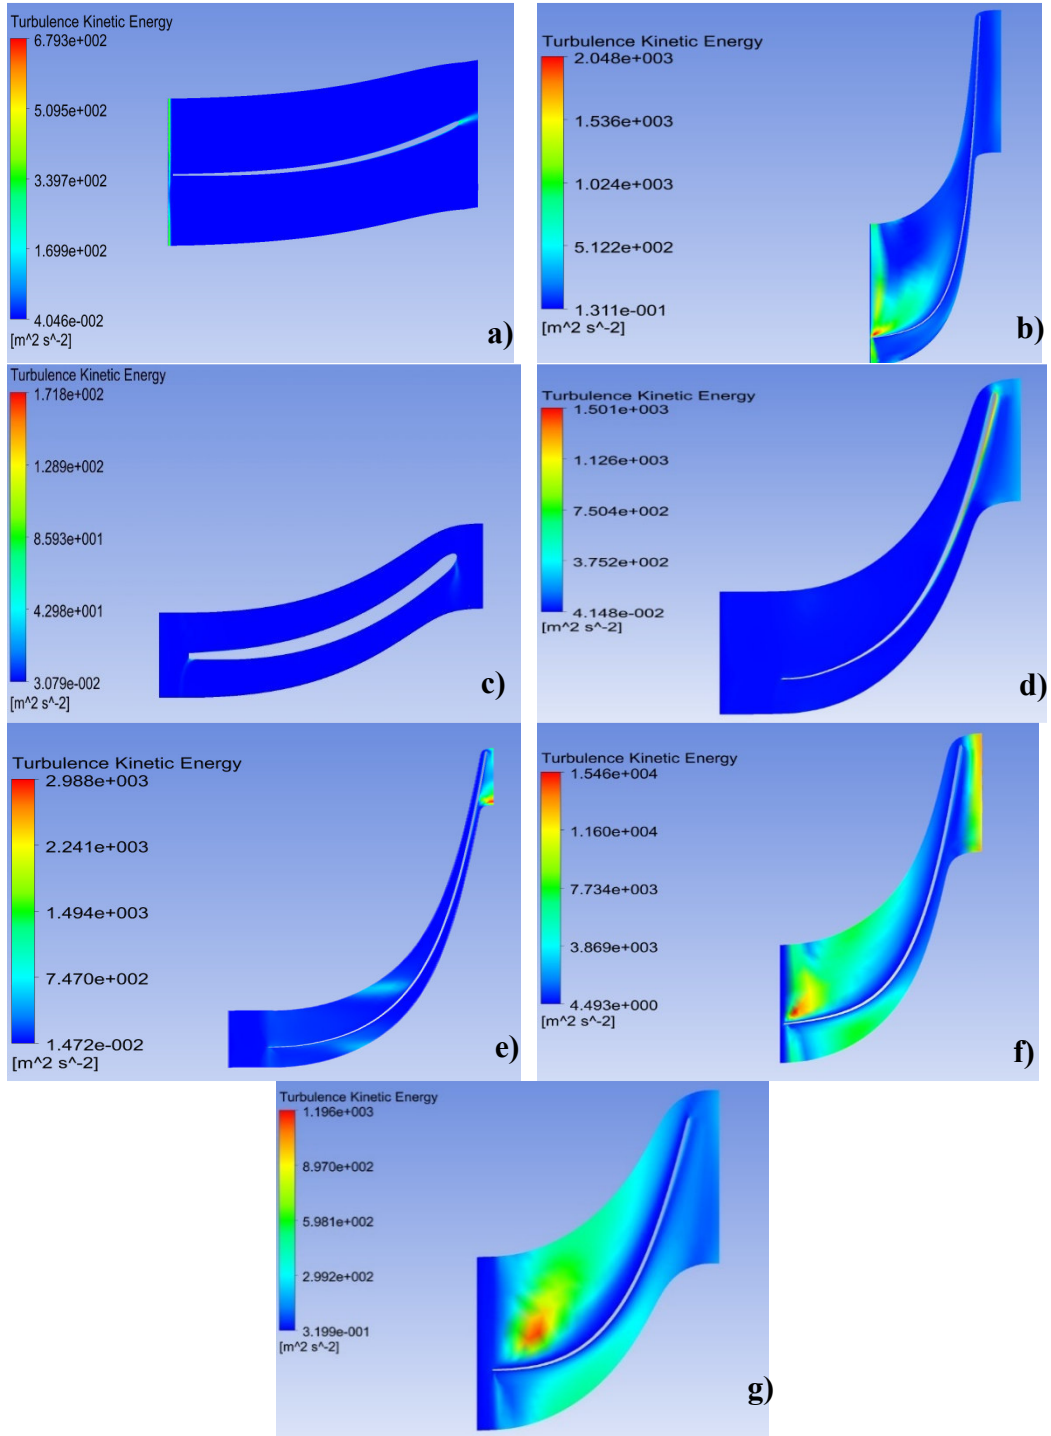 Turbulence Kinetic Energy
6.793e+002
5.095e+002
3.397e+002
1.699e+002
4.046e-002
[m^2 s^-2]
a)
Turbulence Kinetic Energy
2.048e+003
1.536e+003
1.024e+003
5.122e+002
1.311e-001
[m^2 s^-2]
b)
Turbulence Kinetic Energy
1.718e+002
1.289e+002
8.593e+001
4.298e+001
3.079e-002
[m^2 s^-2]
c)
Turbulence Kinetic Energy
1.501e+003
1.126e+003
7.504e+002
3.752e+002
4.148e-002
[m^2 s^-2]
d)
Turbulence Kinetic Energy
2.988e+003
2.241e+003
1.494e+003
7.470e+002
1.472e-002
[m^2 s^-2]
e)
Turbulence Kinetic Energy
1.546e+004
1.160e+004
7.734e+003
3.869e+003
4.493e+000
[m^2 s^-2]
f)
Turbulence Kinetic Energy
1.196e+003
8.970e+002
5.981e+002
2.992e+002
3.199e-001
[m^2 s^-2]
g)